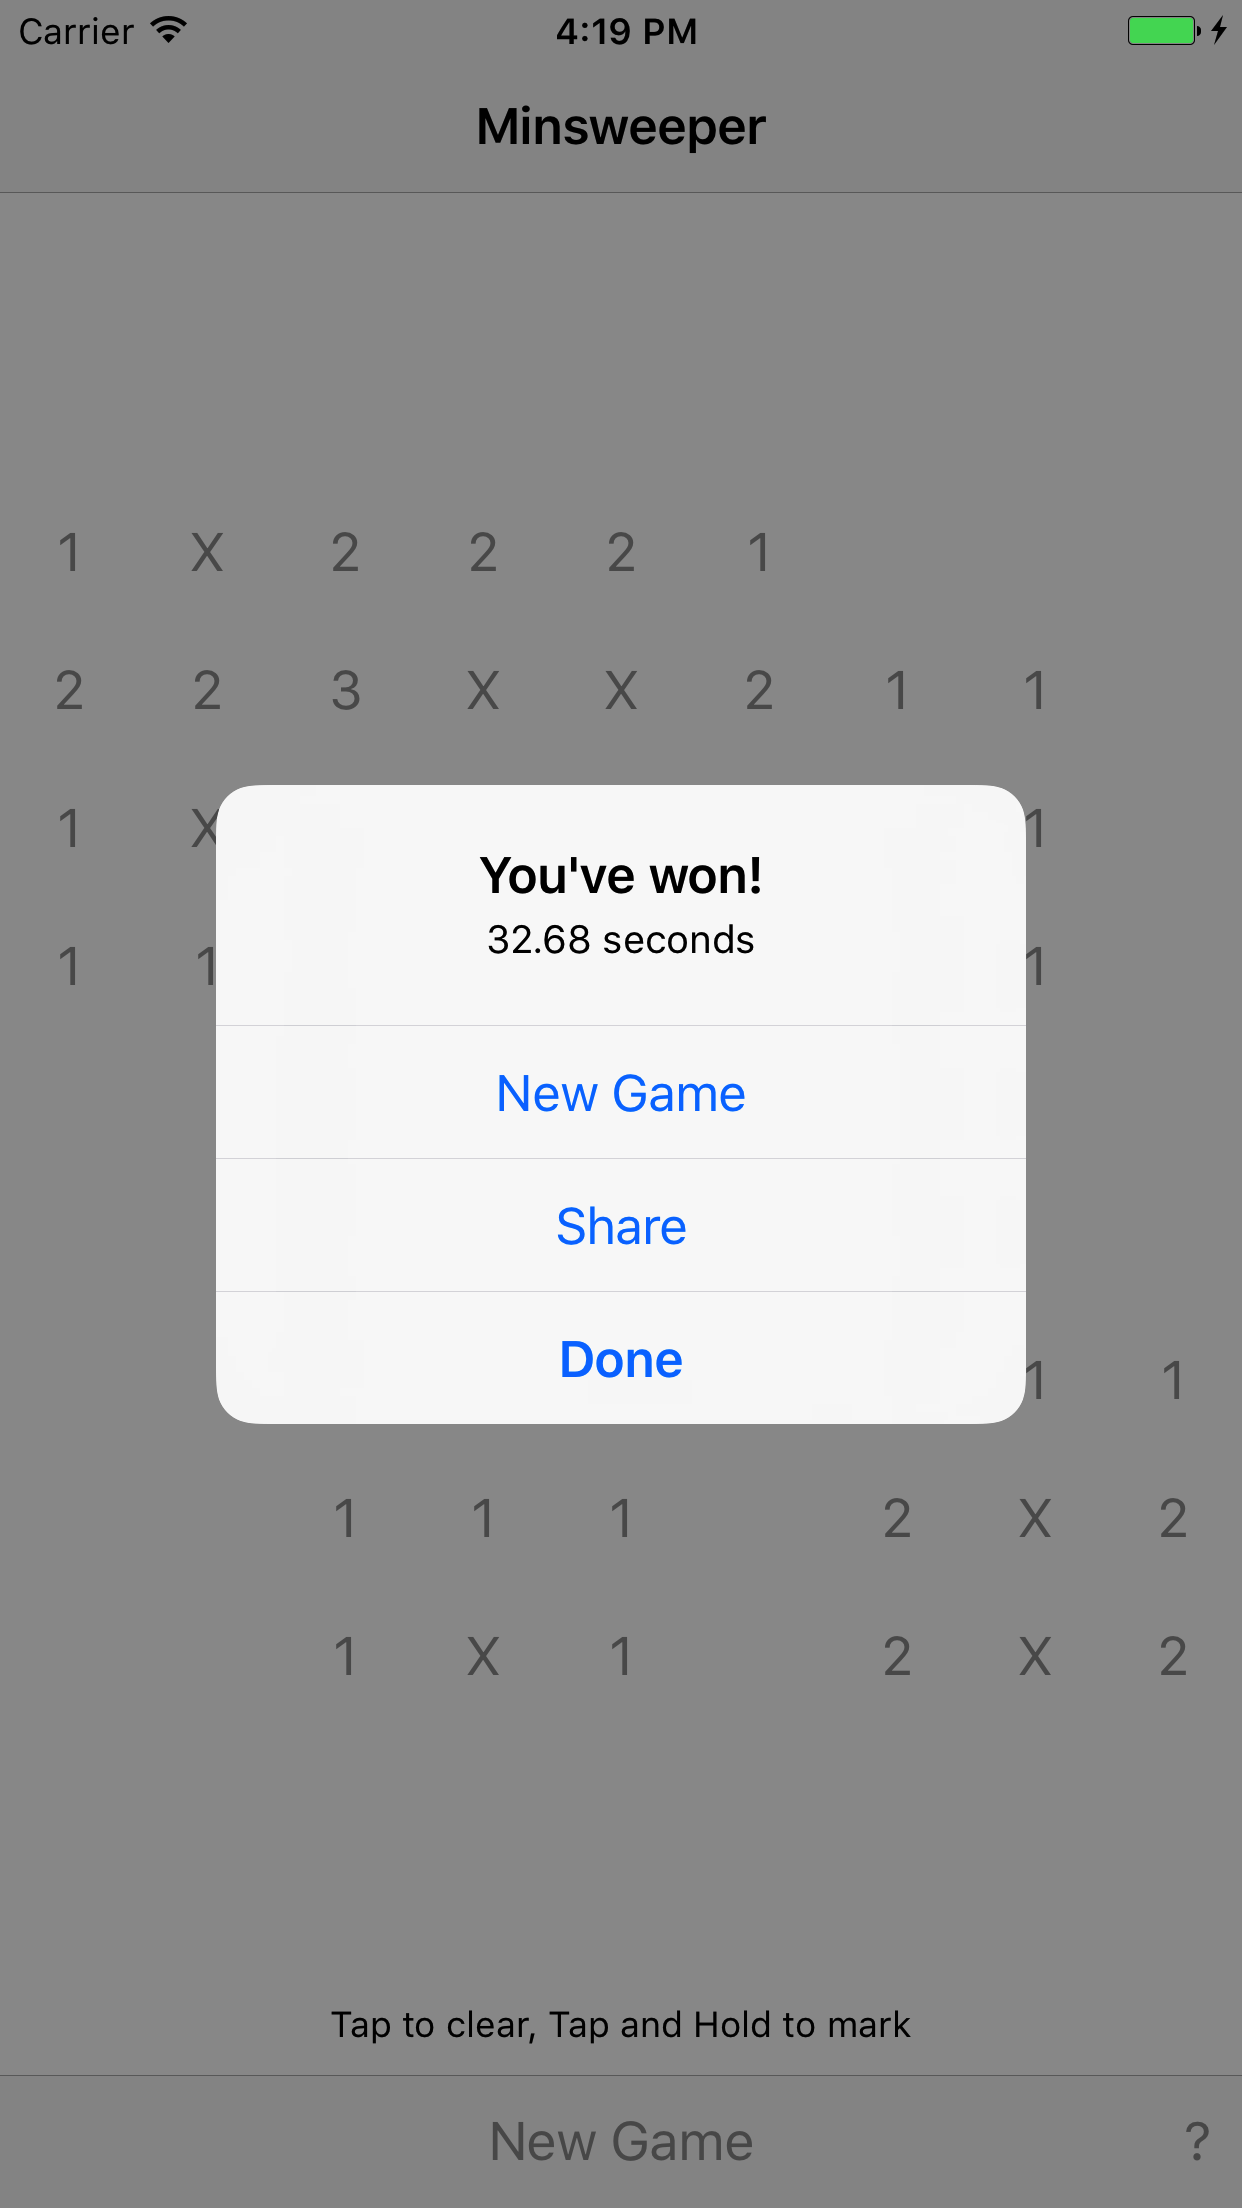 Carrier 4:19 PM
Minsweeper
1 X 2 2 2 1
2 2 3 X X 2 1 1
1 X 1
1 1 1
You've won!
32.68 seconds
New Game
Share
Done
1 1
1 1 1 2 X 2
1 X 1 2 X 2
Tap to clear, Tap and Hold to mark
New Game ?